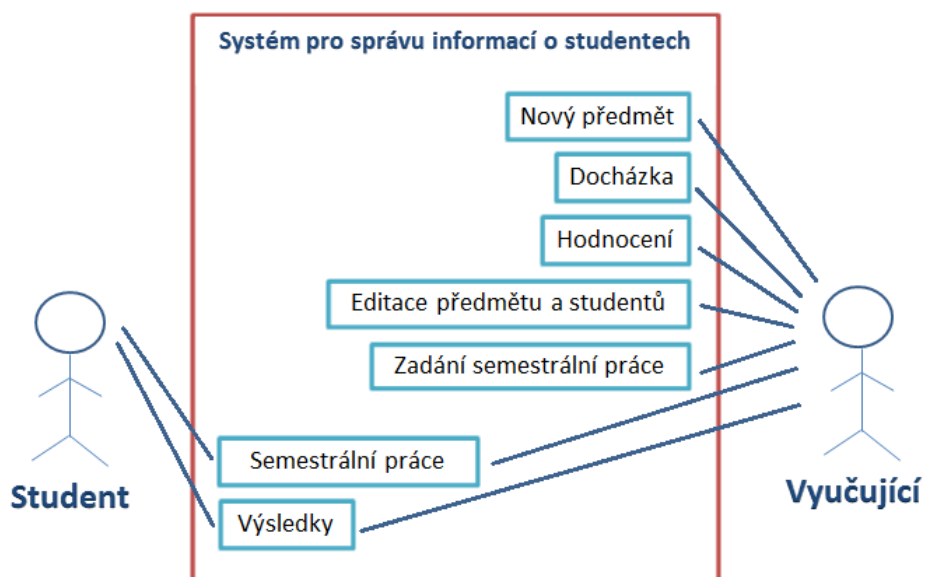 Systém pro správu informací o studentech
Nový předmět
Docházka
Hodnocení
Editace předmětu a studentů
Zadání semestrální práce
Semestrální práce
Výsledky
Student
Vyučující